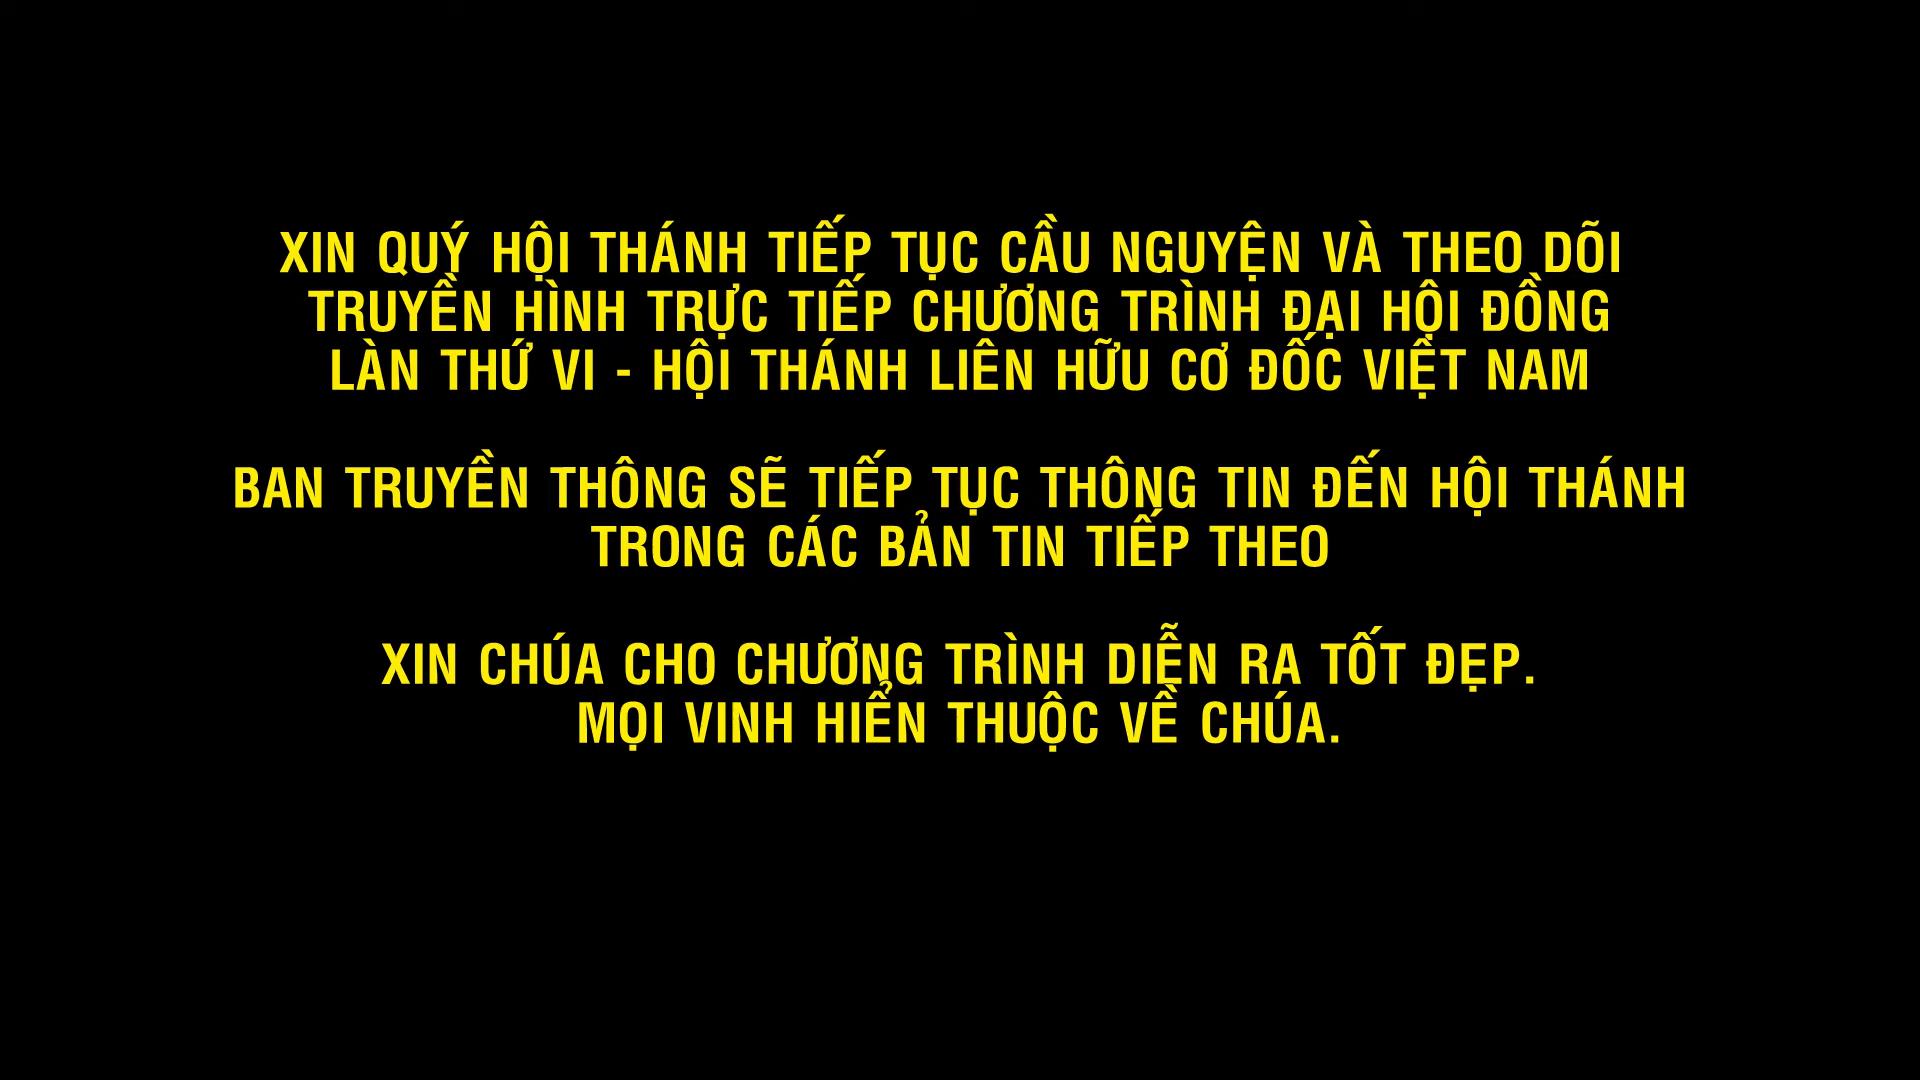 XIN QUÝ HỘI THÁNH TIẾP TỤC CẦU NGUYỆN VÀ THEO DÕI
TRUYỀN HÌNH TRỰC TIẾP CHƯƠNG TRÌNH ĐẠI HỘI ĐỒNG
LÀN THỨ VI - HỘI THÁNH LIÊN HỮU CƠ ĐỐC VIỆT NAM
BAN TRUYỀN THÔNG SẼ TIẾP TỤC THÔNG TIN ĐẾN HỘI THÁNH
TRONG CÁC BẢN TIN TIẾP THEO
XIN CHÚA CHO CHƯƠNG TRÌNH DIỄN RA TỐT ĐẸP.
MỌI VINH HIỂN THUỘC VỀ CHÚA.